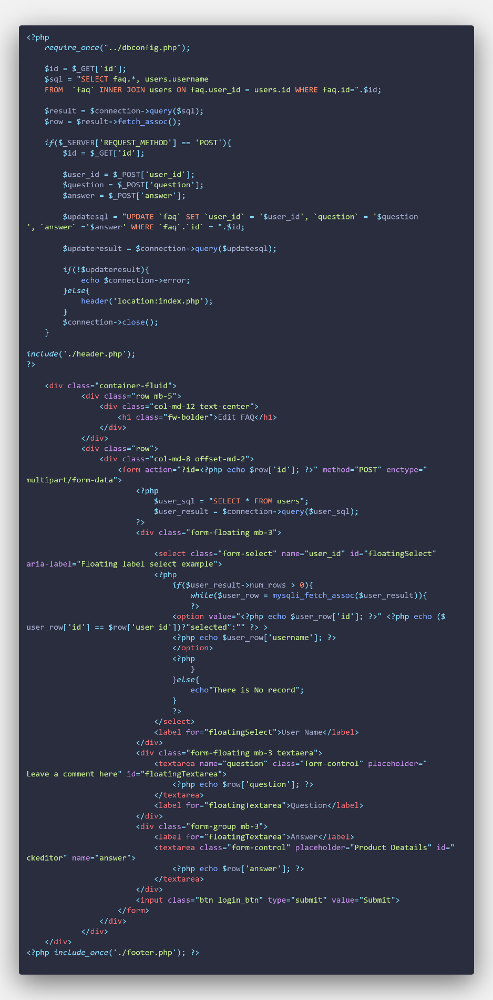 <?php
    require_once("../dbconfig.php");

    $id = $_GET['id'];
    $sql = "SELECT faq.*, users.username
    FROM  `faq` INNER JOIN users ON faq.user_id = users.id WHERE faq.id=".$id;

    $result = $connection->query($sql);
    $row = $result->fetch_assoc();

    if($_SERVER['REQUEST_METHOD'] == 'POST'){
        $id = $_GET['id'];

        $user_id = $_POST['user_id'];
        $question = $_POST['question'];
        $answer = $_POST['answer'];

        $updatesql = "UPDATE `faq` SET `user_id` = '$user_id', `question` = '$question
', `answer` ='$answer' WHERE `faq`.`id` = ".$id;

        $updateresult = $connection->query($updatesql);

        if(!$updateresult){
            echo $connection->error;
        }else{
            header('location:index.php');
        }
        $connection->close();
    }

include('./header.php');
?>

    <div class="container-fluid">
            <div class="row mb-5">
                <div class="col-md-12 text-center">
                    <h1 class="fw-bolder">Edit FAQ</h1>
                </div>
            </div>
            <div class="row">
                <div class="col-md-8 offset-md-2">
                    <form action="?id=<?php echo $row['id']; ?>" method="POST" enctype="
multipart/form-data">
                        <?php
                            $user_sql = "SELECT * FROM users";
                            $user_result = $connection->query($user_sql);
                        ?>
                        <div class="form-floating mb-3">

                            <select class="form-select" name="user_id" id="floatingSelect"
aria-label="Floating label select example">
                            <?php
                                if($user_result->num_rows > 0){
                                    while($user_row = mysqli_fetch_assoc($user_result)){
                                    ?>
                                <option value="<?php echo $user_row['id']; ?>" <?php echo ($
user_row['id'] == $row['user_id'])?"selected":"" ?> >
                                <?php echo $user_row['username']; ?>
                                </option>
                                <?php
                                    }
                                }else{
                                    echo"There is No record";
                                }
                                ?>
                            </select>
                            <label for="floatingSelect">User Name</label>
                        </div>
                        <div class="form-floating mb-3 textaera">
                            <textarea name="question" class="form-control" placeholder="
Leave a comment here" id="floatingTextarea">
                                <?php echo $row['question']; ?>
                            </textarea>
                            <label for="floatingTextarea">Question</label>
                        </div>
                        <div class="form-group mb-3">
                            <label for="floatingTextarea">Answer</label>
                            <textarea class="form-control" placeholder="Product Deatails" id="
ckeditor" name="answer">
                                <?php echo $row['answer']; ?>
                            </textarea>
                        </div>
                        <input class="btn login_btn" type="submit" value="Submit">
                    </form>
                </div>
            </div>
    </div>
<?php include_once('./footer.php'); ?>